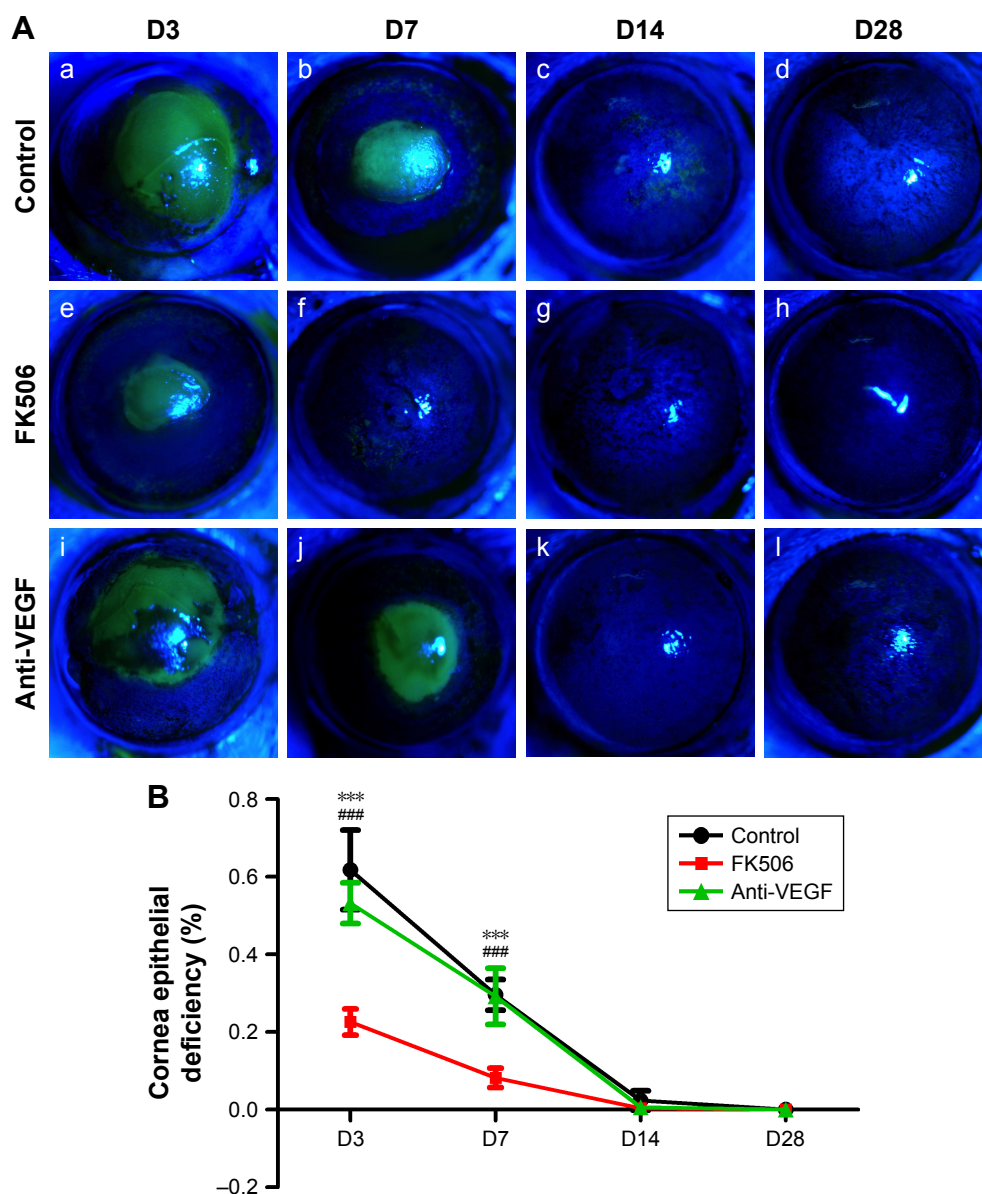 A
D3 D7 D14 D28
Control
a b c d
FK506
e f g h
Anti-VEGF
i j k l
B
Cornea epithelial
deficiency (%)
0.8
0.6
0.4
0.2
0.0
–0.2
***
###
***
###
Control
FK506
Anti-VEGF
D3 D7 D14 D28